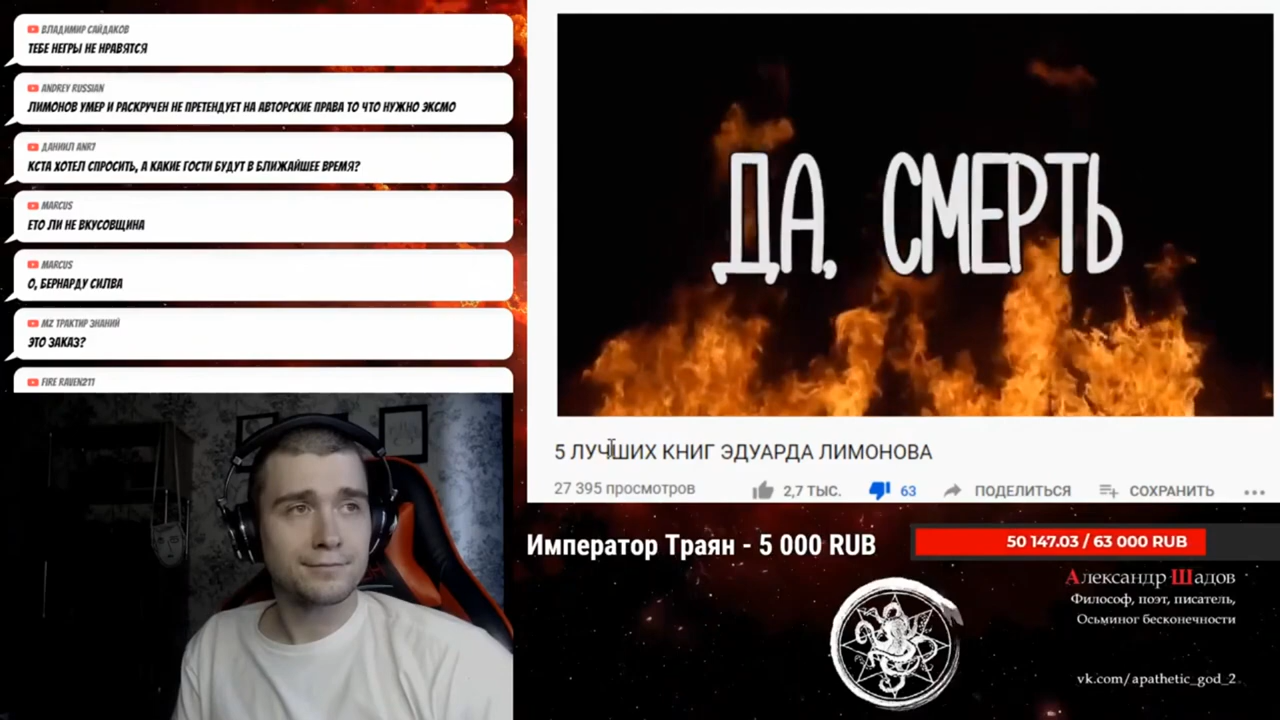 ВЛАДИМИР САЙДАКОВ
ТЕБЕ НЕГРЫ НЕ НРАВЯТСЯ
ANDREY RUSSIAN
ЛИМОНОВ УМЕР И РАСКРУЧЕН НЕ ПРЕТЕНДУЕТ НА АВТОРСКИЕ ПРАВА ТО ЧТО НУЖНО ЭКСМО
ДАНИИЛ ANR7
КСТА ХОТЕЛ СПРОСИТЬ, А КАКИЕ ГОСТИ БУДУТ В БЛИЖАЙШЕЕ ВРЕМЯ?
MARCUS
ЕТО ЛИ НЕ ВКУСОВЩИНА
MARCUS
О, БЕРНАРДУ СИЛВА
MZ ТРАКТИР ЗНАНИЙ
ЭТО ЗАКАЗ?
FIRE RAVEN211
ДА, СМЕРТЬ
5 ЛУЧШИХ КНИГ ЭДУАРДА ЛИМОНОВА
27 395 просмотров
2,7 ТЫС.
63
ПОДЕЛИТЬСЯ
СОХРАНИТЬ
Император Траян - 5 000 RUB
50 147.03 / 63 000 RUB
Александр Шадов
Философ, поэт, писатель,
Осьминог бесконечности
vk.com/apathetic_god_2